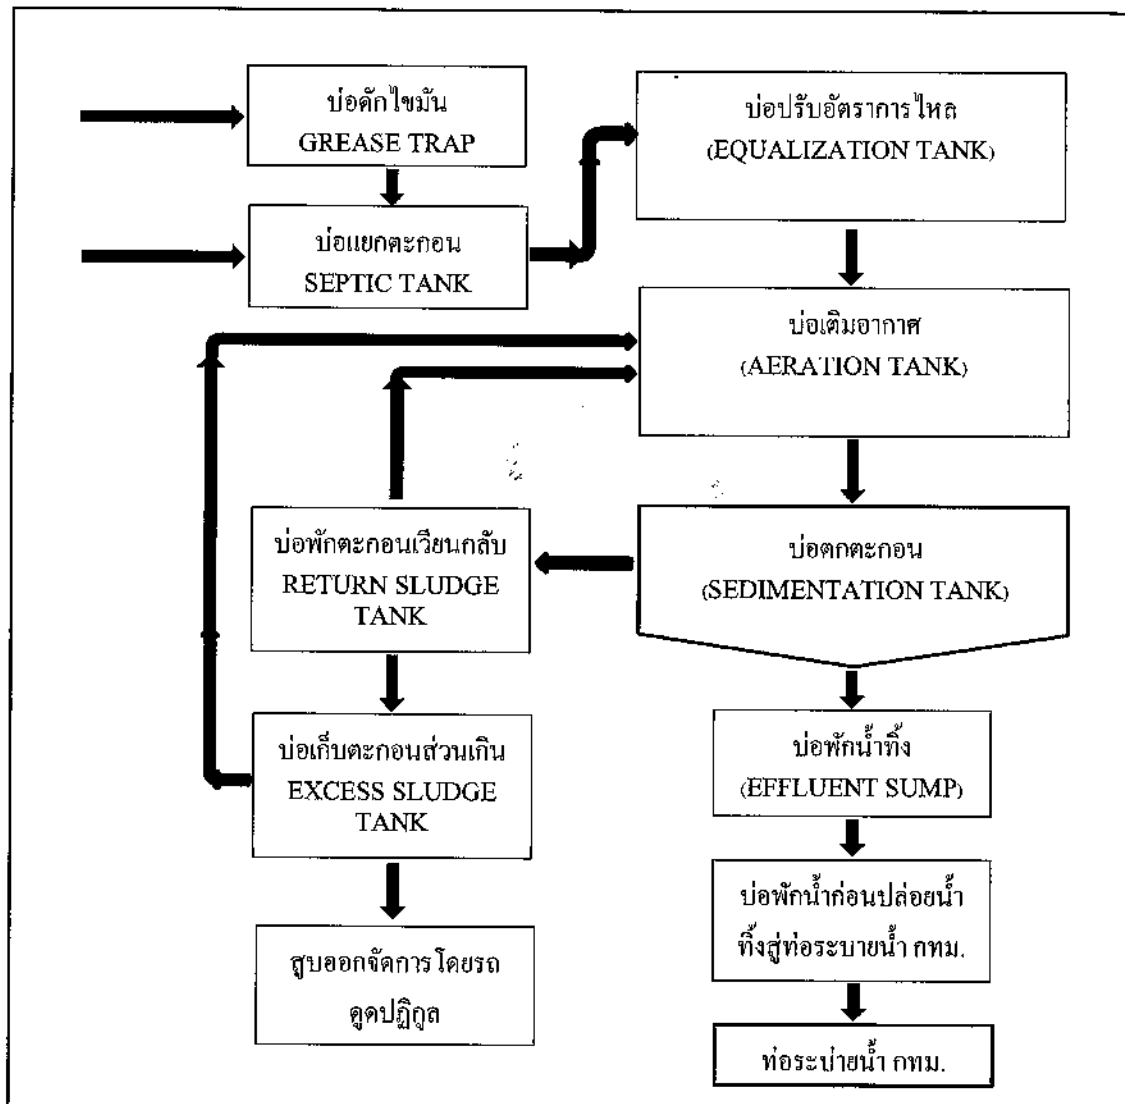 บ่อดักไขมัน
GREASE TRAP
บ่อปรับอัตราการไหล
(EQUALIZATION TANK)
บ่อแยกตะกอน
SEPTIC TANK
บ่อเติมอากาศ
(AERATION TANK)
บ่อพักตะกอนเวียนกลับ
RETURN SLUDGE
TANK
บ่อตกตะกอน
(SEDIMENTATION TANK)
บ่อเก็บตะกอนส่วนเกิน
EXCESS SLUDGE
TANK
บ่อพักน้ำทิ้ง
(EFFLUENT SUMP)
บ่อพักน้ำก่อนปล่อยน้ำ
ทิ้งสู่ท่อระบายน้ำ กทม.
สูบออกจัดการโดยรถ
ดูดปฏิกูล
ท่อระบายน้ำ กทม.